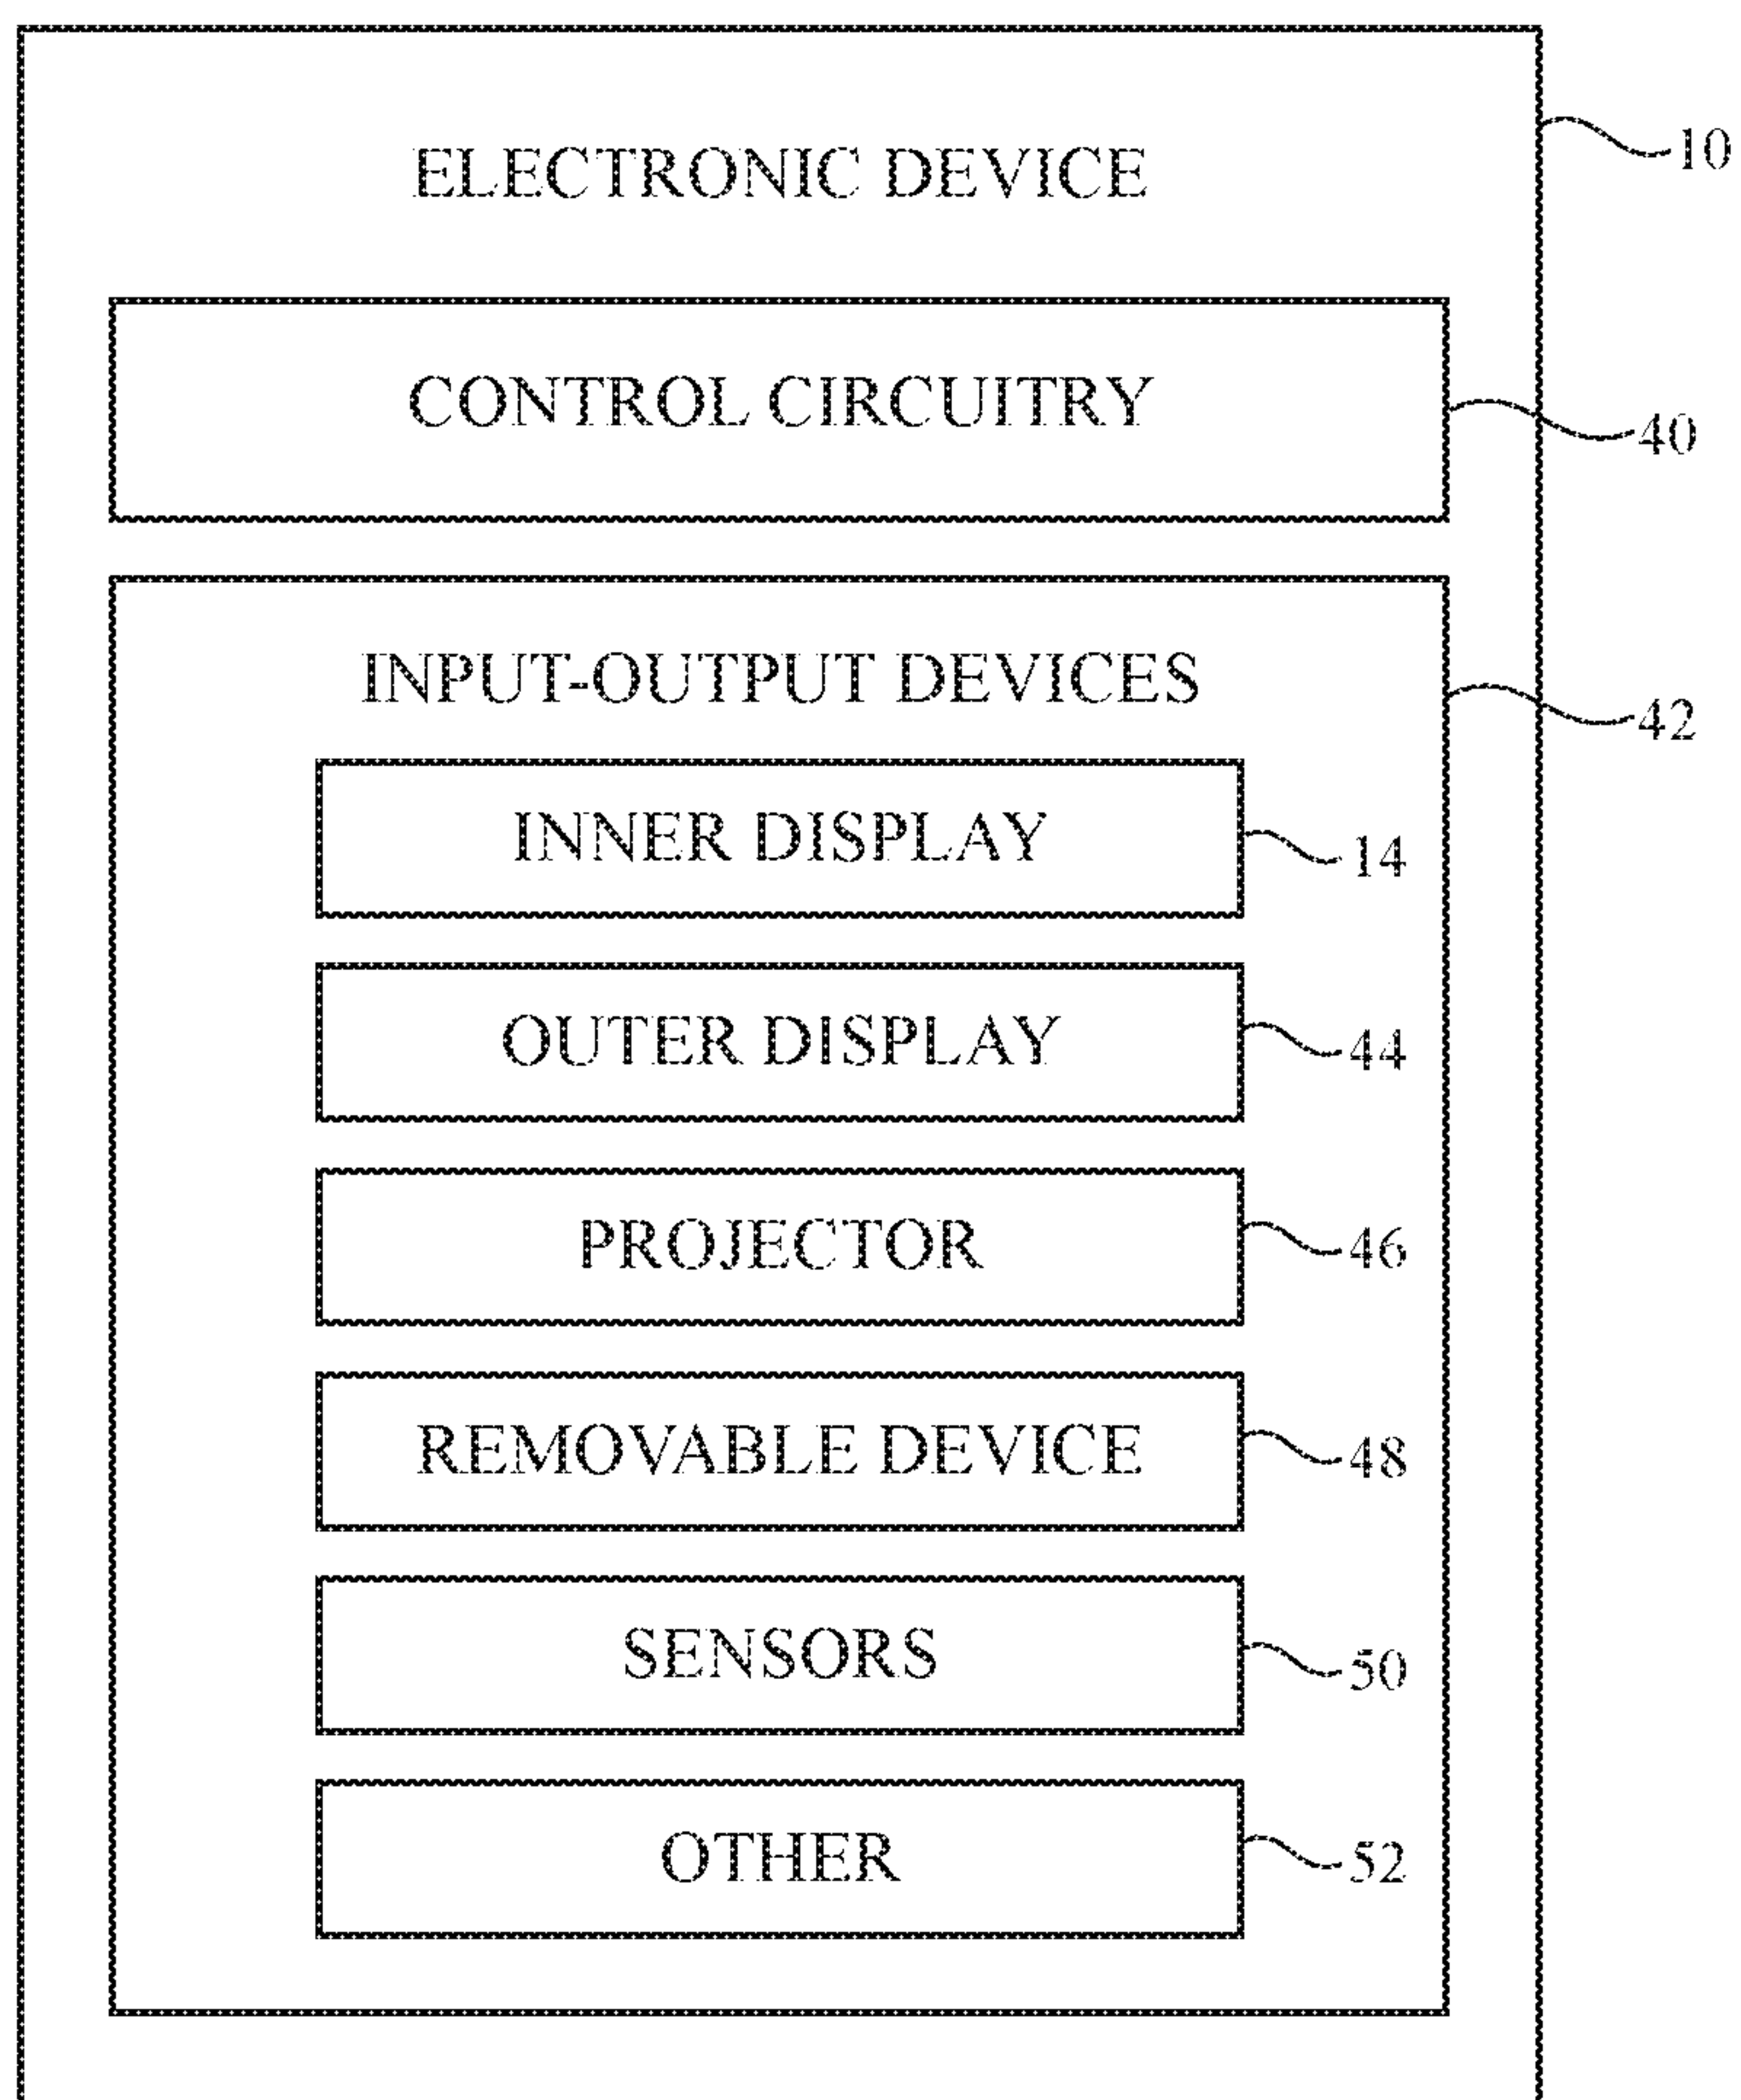 ELECTRONIC DEVICE
10
CONTROL CIRCUITRY
40
INPUT-OUTPUT DEVICES
42
INNER DISPLAY
14
OUTER DISPLAY
44
PROJECTOR
46
REMOVABLE DEVICE
48
SENSORS
50
OTHER
52